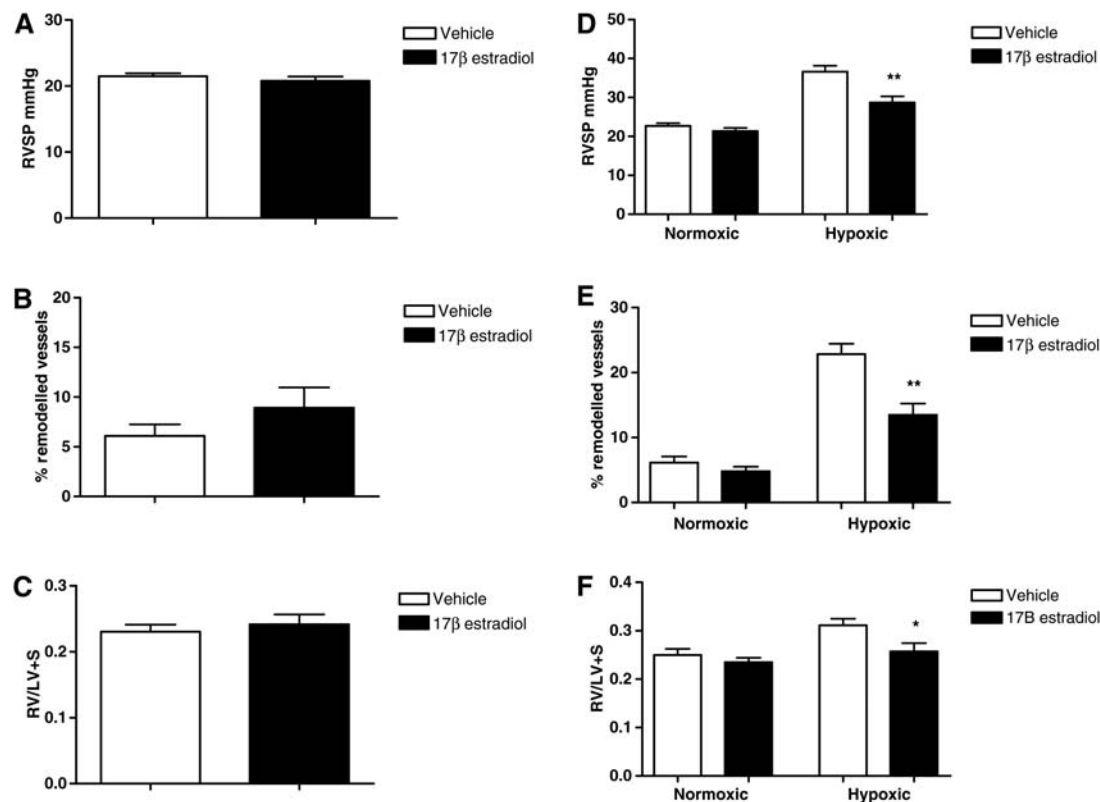 A
RVSP mmHg
30
20
10
0
Vehicle
17β estradiol
B
% remodelled vessels
20
15
10
5
0
Vehicle
17β estradiol
C
RV/LV+S
0.3
0.2
0.1
0.0
Vehicle
17β estradiol
D
RVSP mmHg
50
40
30
20
10
0
**
Normoxic Hypoxic
Vehicle
17β estradiol
E
% remodelled vessels
30
20
10
0
**
Normoxic Hypoxic
Vehicle
17β estradiol
F
RV/LV+S
0.4
0.3
0.2
0.1
0.0
*
Normoxic Hypoxic
Vehicle
17B estradiol